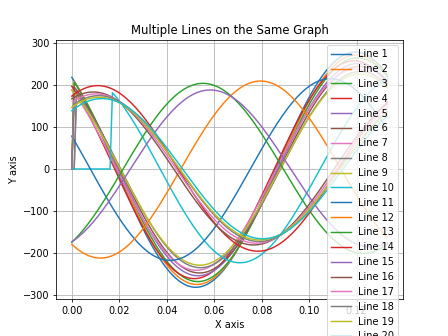 Multiple Lines on the Same Graph
300
200
100
0
−100
−200
−300
Y axis
0.00
0.02
0.04
0.06
0.08
0.10
X axis
Line 1
Line 2
Line 3
Line 4
Line 5
Line 6
Line 7
Line 8
Line 9
Line 10
Line 11
Line 12
Line 13
Line 14
Line 15
Line 16
Line 17
Line 18
Line 19
Line 20